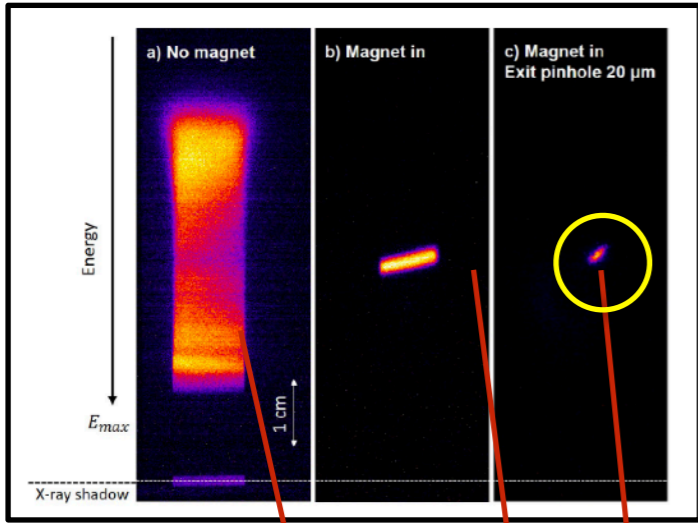 a) No magnet
b) Magnet in
c) Magnet in
Exit pinhole 20 µm
Energy
E_max
1 cm
X-ray shadow